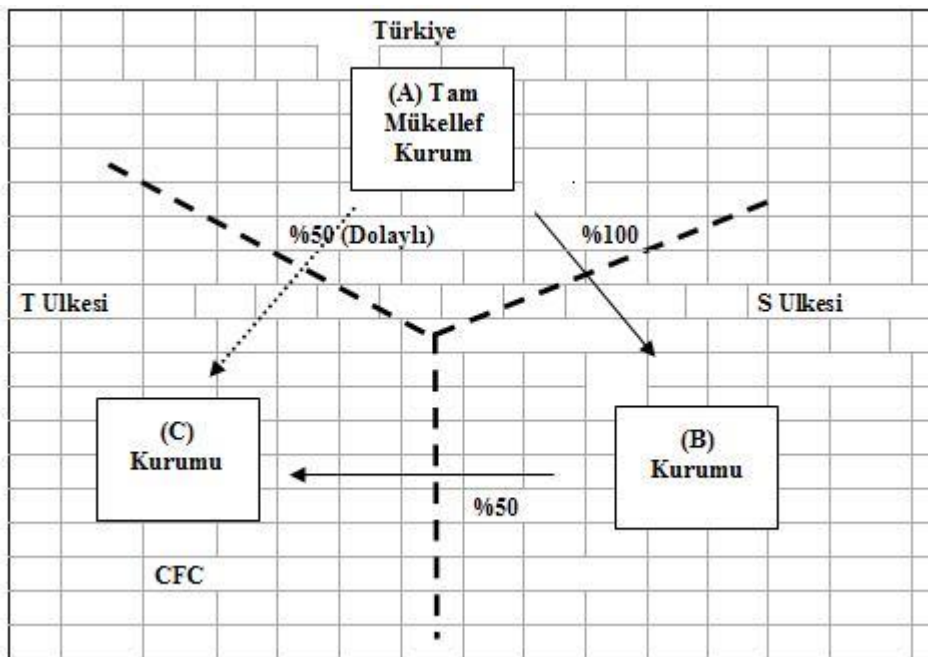 Türkiye
(A) Tam
Mükellef
Kurum
%50 (Dolaylı)
%100
T Ulkesi
S Ulkesi
(C)
Kurumu
(B)
Kurumu
%50
CFC